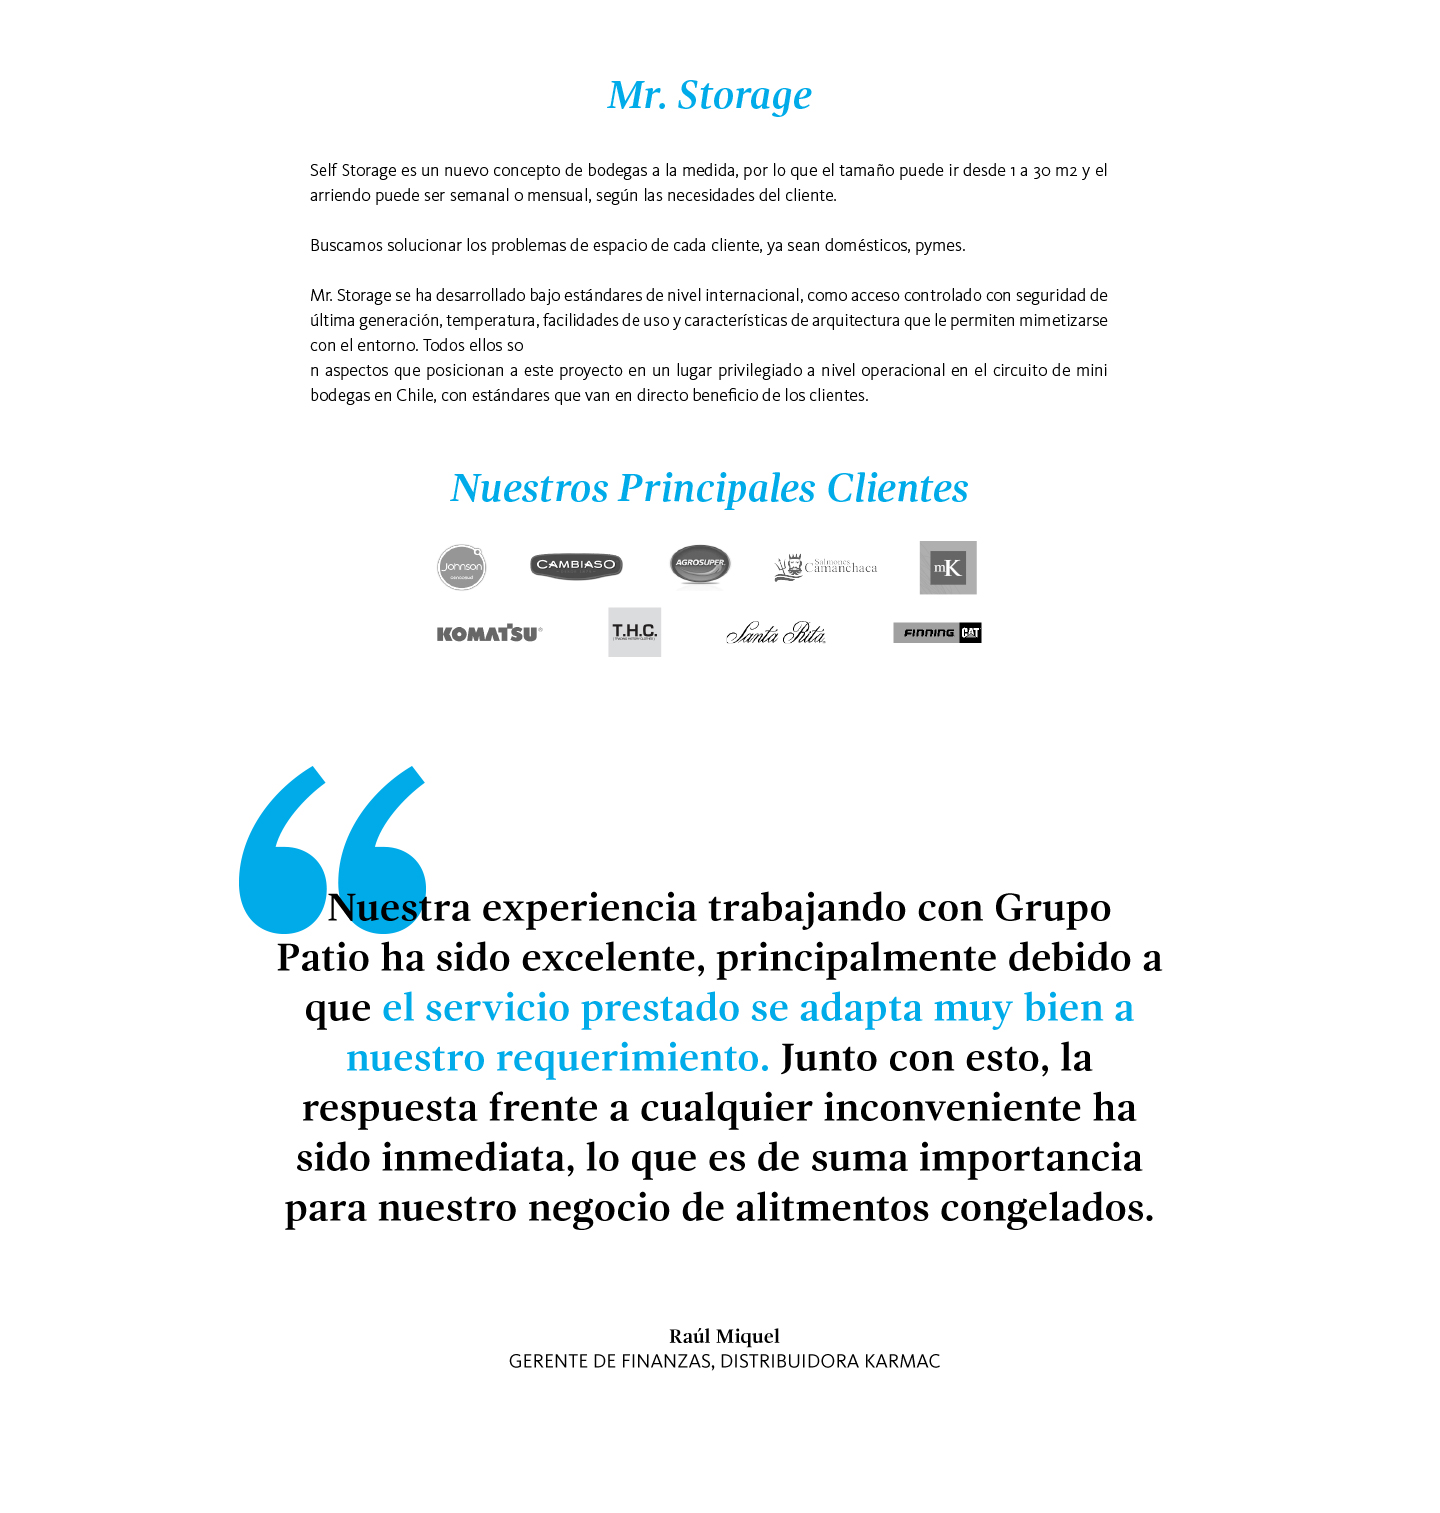 Mr. Storage
Self Storage es un nuevo concepto de bodegas a la medida, por lo que el tamaño puede ir desde 1 a 30 m2 y el
arriendo puede ser semanal o mensual, según las necesidades del cliente.
Buscamos solucionar los problemas de espacio de cada cliente, ya sean domésticos, pymes.
Mr. Storage se ha desarrollado bajo estándares de nivel internacional, como acceso controlado con seguridad de
última generación, temperatura, facilidades de uso y características de arquitectura que le permiten mimetizarse
con el entorno. Todos ellos so
n aspectos que posicionan a este proyecto en un lugar privilegiado a nivel operacional en el circuito de mini
bodegas en Chile, con estándares que van en directo beneficio de los clientes.
Nuestros Principales Clientes
Johnson
cencosud
CAMBIASO
AGROSUPER.
Salmones
Camanchaca
mK
KOMATSU®
T.H.C.
Santa Rita.
FINNING CAT
“
Nuestra experiencia trabajando con Grupo
Patio ha sido excelente, principalmente debido a
que el servicio prestado se adapta muy bien a
nuestro requerimiento. Junto con esto, la
respuesta frente a cualquier inconveniente ha
sido inmediata, lo que es de suma importancia
para nuestro negocio de alitmentos congelados.
Raúl Miquel
GERENTE DE FINANZAS, DISTRIBUIDORA KARMAC